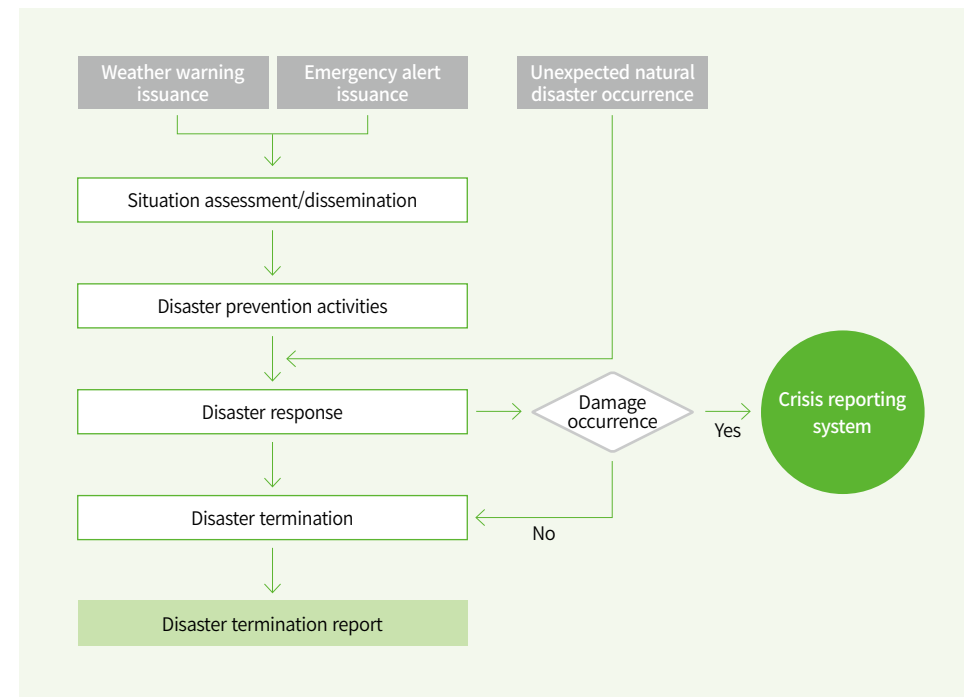 Weather warning
issuance
Emergency alert
issuance
Unexpected natural
disaster occurrence
Situation assessment/dissemination
Disaster prevention activities
Disaster response
Damage
occurrence
Yes
Crisis reporting
system
Disaster termination
No
Disaster termination report